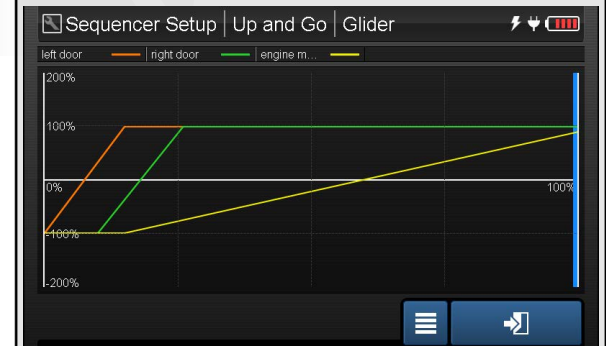 Sequencer Setup | Up and Go | Glider
left door right door engine m...
200%
100%
0% 100%
-100%
-200%